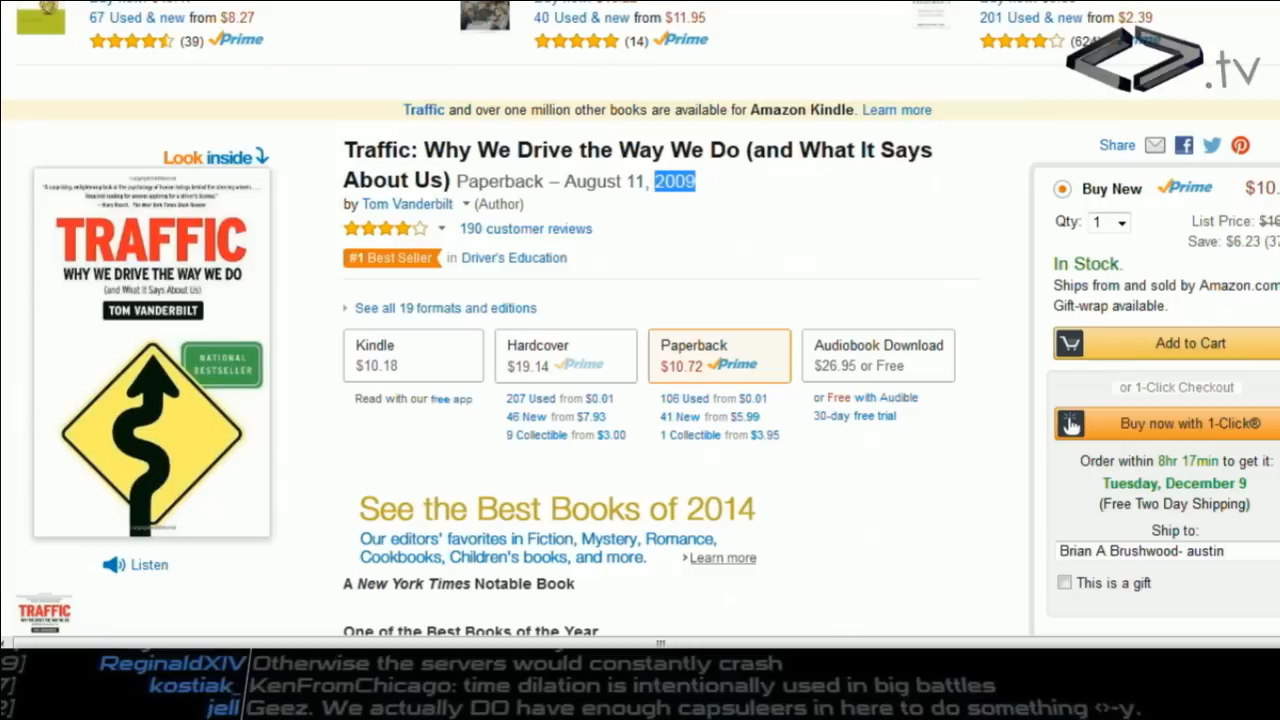 67 Used & new from $8.27
40 Used & new from $11.95
201 Used & new from $2.39
(39) Prime
(14) Prime
.tv
Traffic and over one million other books are available for Amazon Kindle. Learn more
Look inside
Traffic: Why We Drive the Way We Do (and What It Says
About Us) Paperback – August 11, 2009
by Tom Vanderbilt (Author)
190 customer reviews
#1 Best Seller in Driver's Education
See all 19 formats and editions
Kindle
$10.18
Read with our free app
Hardcover
$19.14 Prime
207 Used from $0.01
46 New from $7.93
9 Collectible from $3.00
Paperback
$10.72 Prime
106 Used from $0.01
41 New from $5.99
1 Collectible from $3.95
Audiobook Download
$26.95 or Free
or Free with Audible
30-day free trial
TRAFFIC
WHY WE DRIVE THE WAY WE DO
(and What It Says About Us)
TOM VANDERBILT
NATIONAL
BESTSELLER
Listen
TRAFFIC
See the Best Books of 2014
Our editors' favorites in Fiction, Mystery, Romance,
Cookbooks, Children's books, and more. Learn more
A New York Times Notable Book
One of the Best Books of the Year
Share
Buy New Prime $10.
Qty: 1 List Price:
Save: $6.23 (37
In Stock.
Ships from and sold by Amazon.com
Gift-wrap available.
Add to Cart
or 1-Click Checkout
Buy now with 1-Click®
Order within 8hr 17min to get it:
Tuesday, December 9
(Free Two Day Shipping)
Ship to:
Brian A Brushwood- austin
This is a gift
9] ReginaldXIV Otherwise the servers would constantly crash
7] kostiak_ KenFromChicago: time dilation is intentionally used in big battles
2] jell Geez. We actually DO have enough capsuleers in here to do something <>-y.